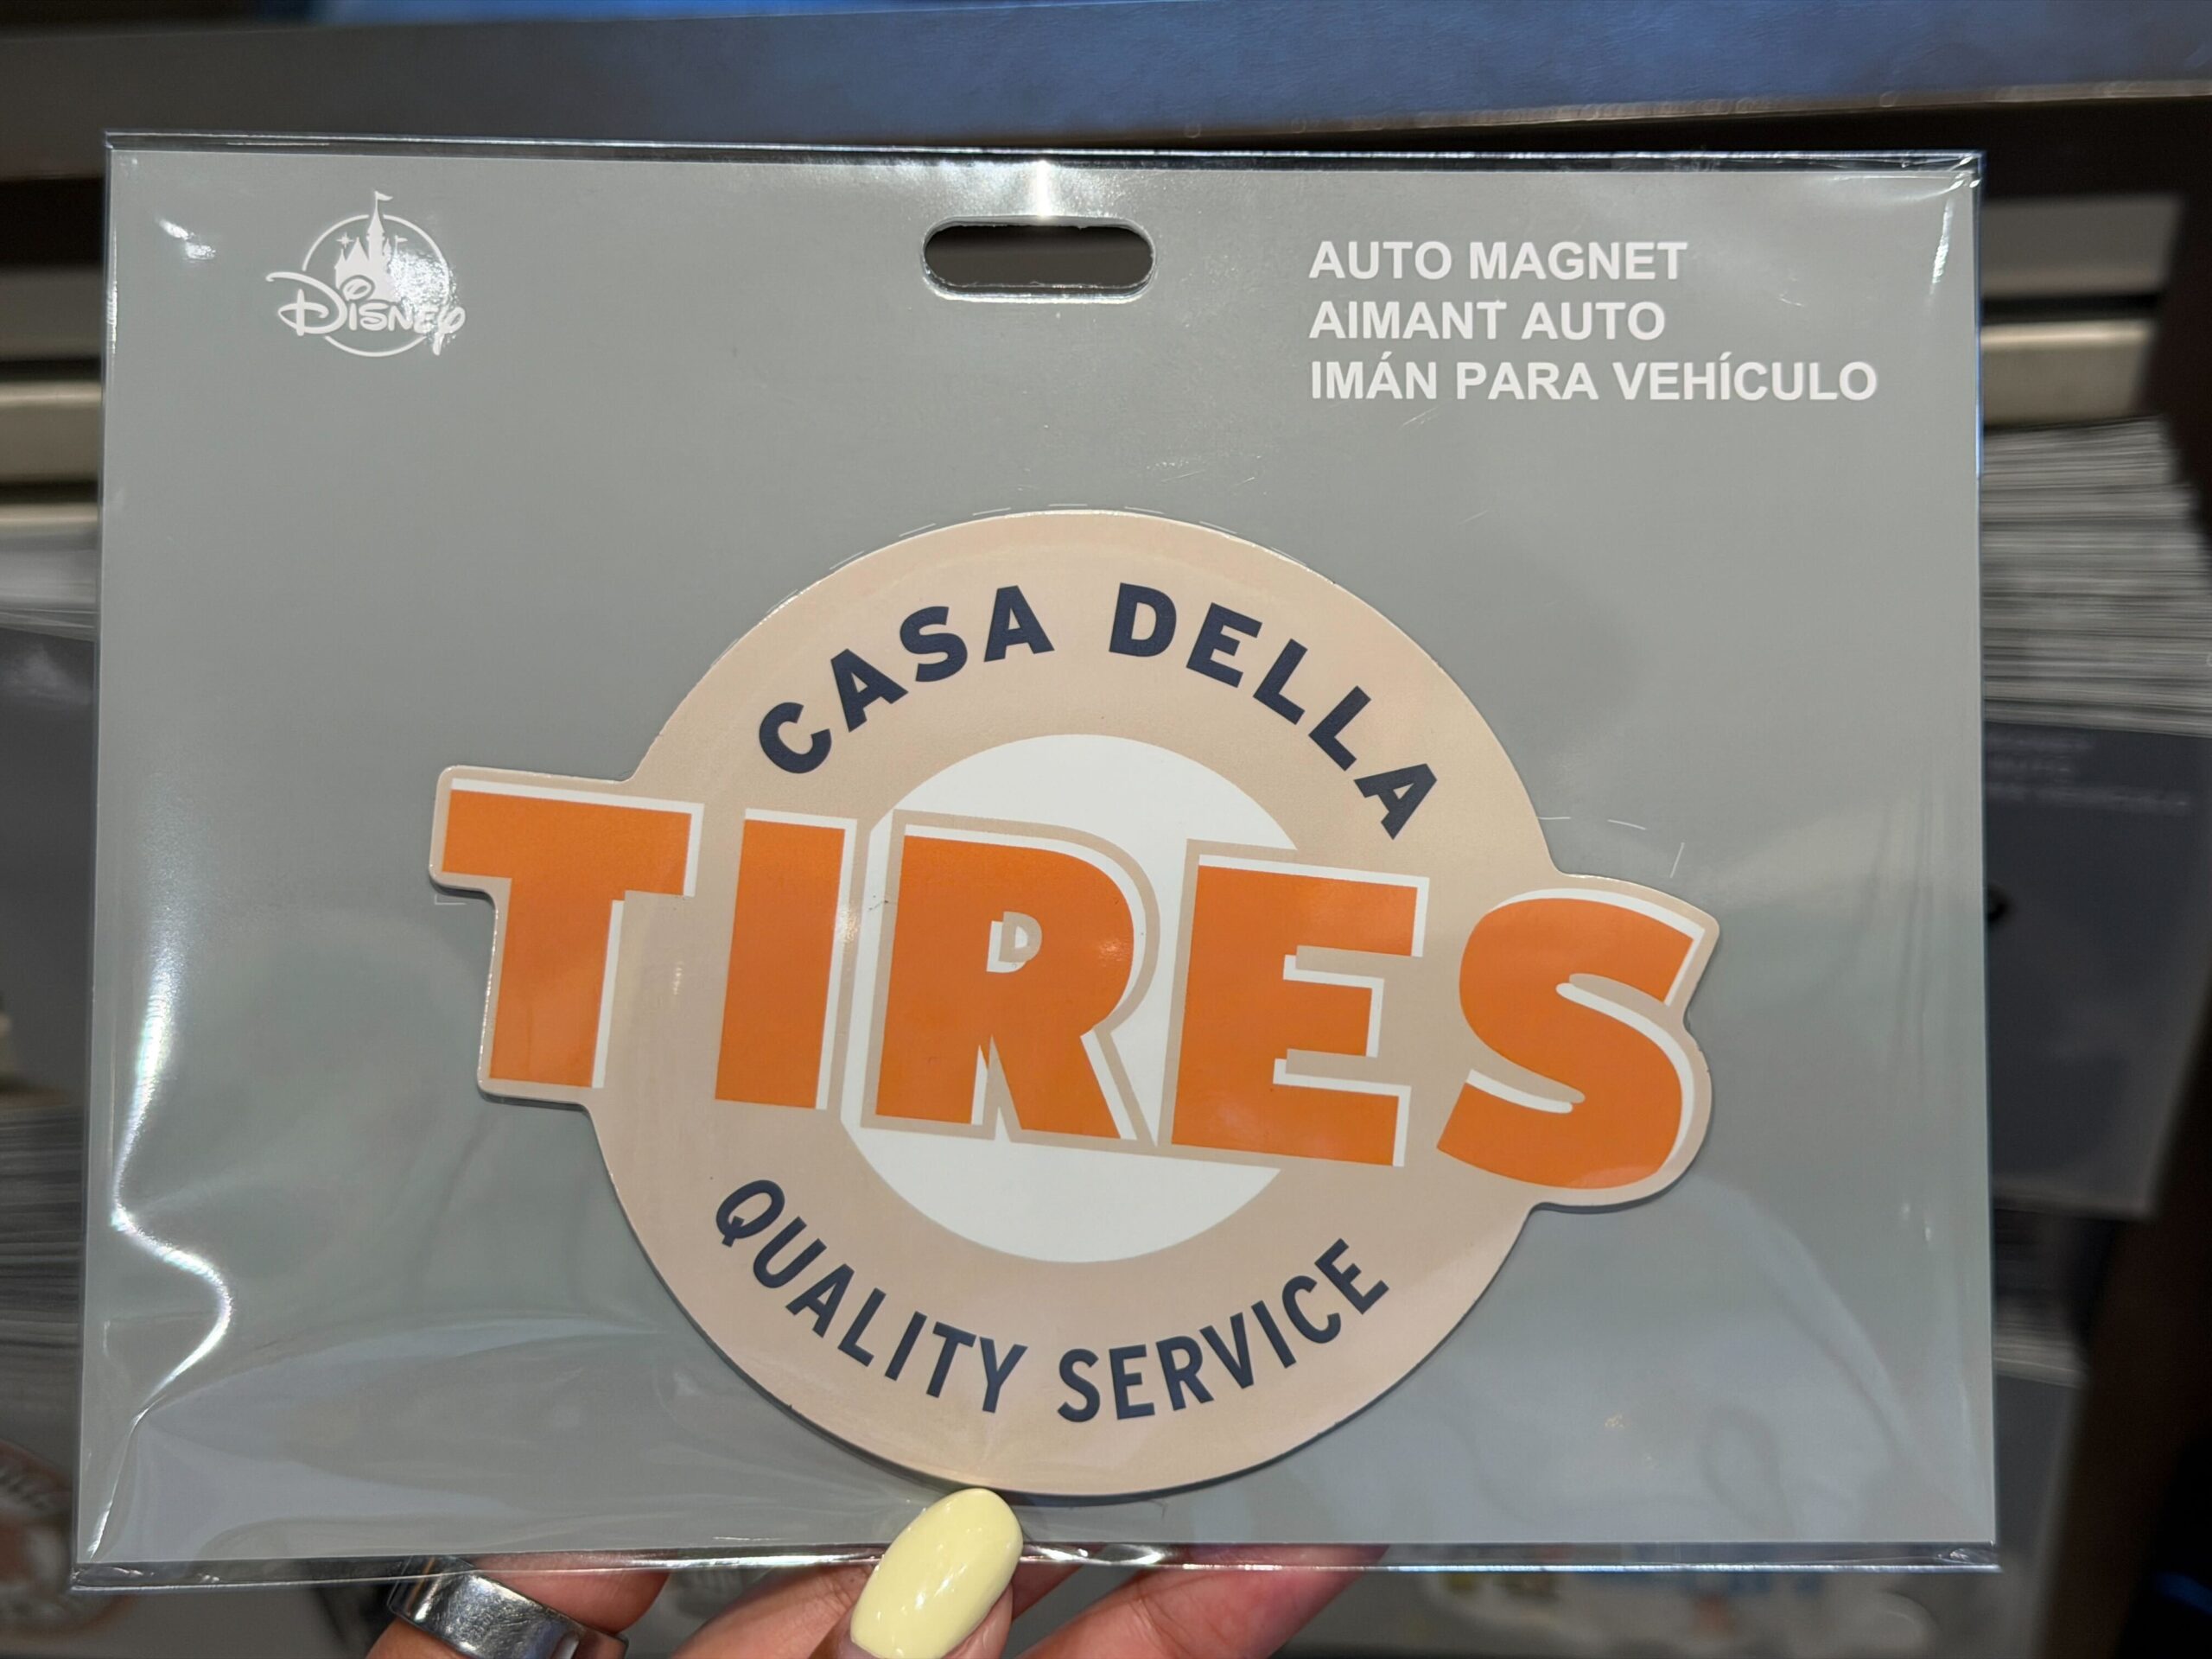 Disney
AUTO MAGNET
AIMANT AUTO
IMÁN PARA VEHÍCULO
CASA DELLA
TIRES
QUALITY SERVICE